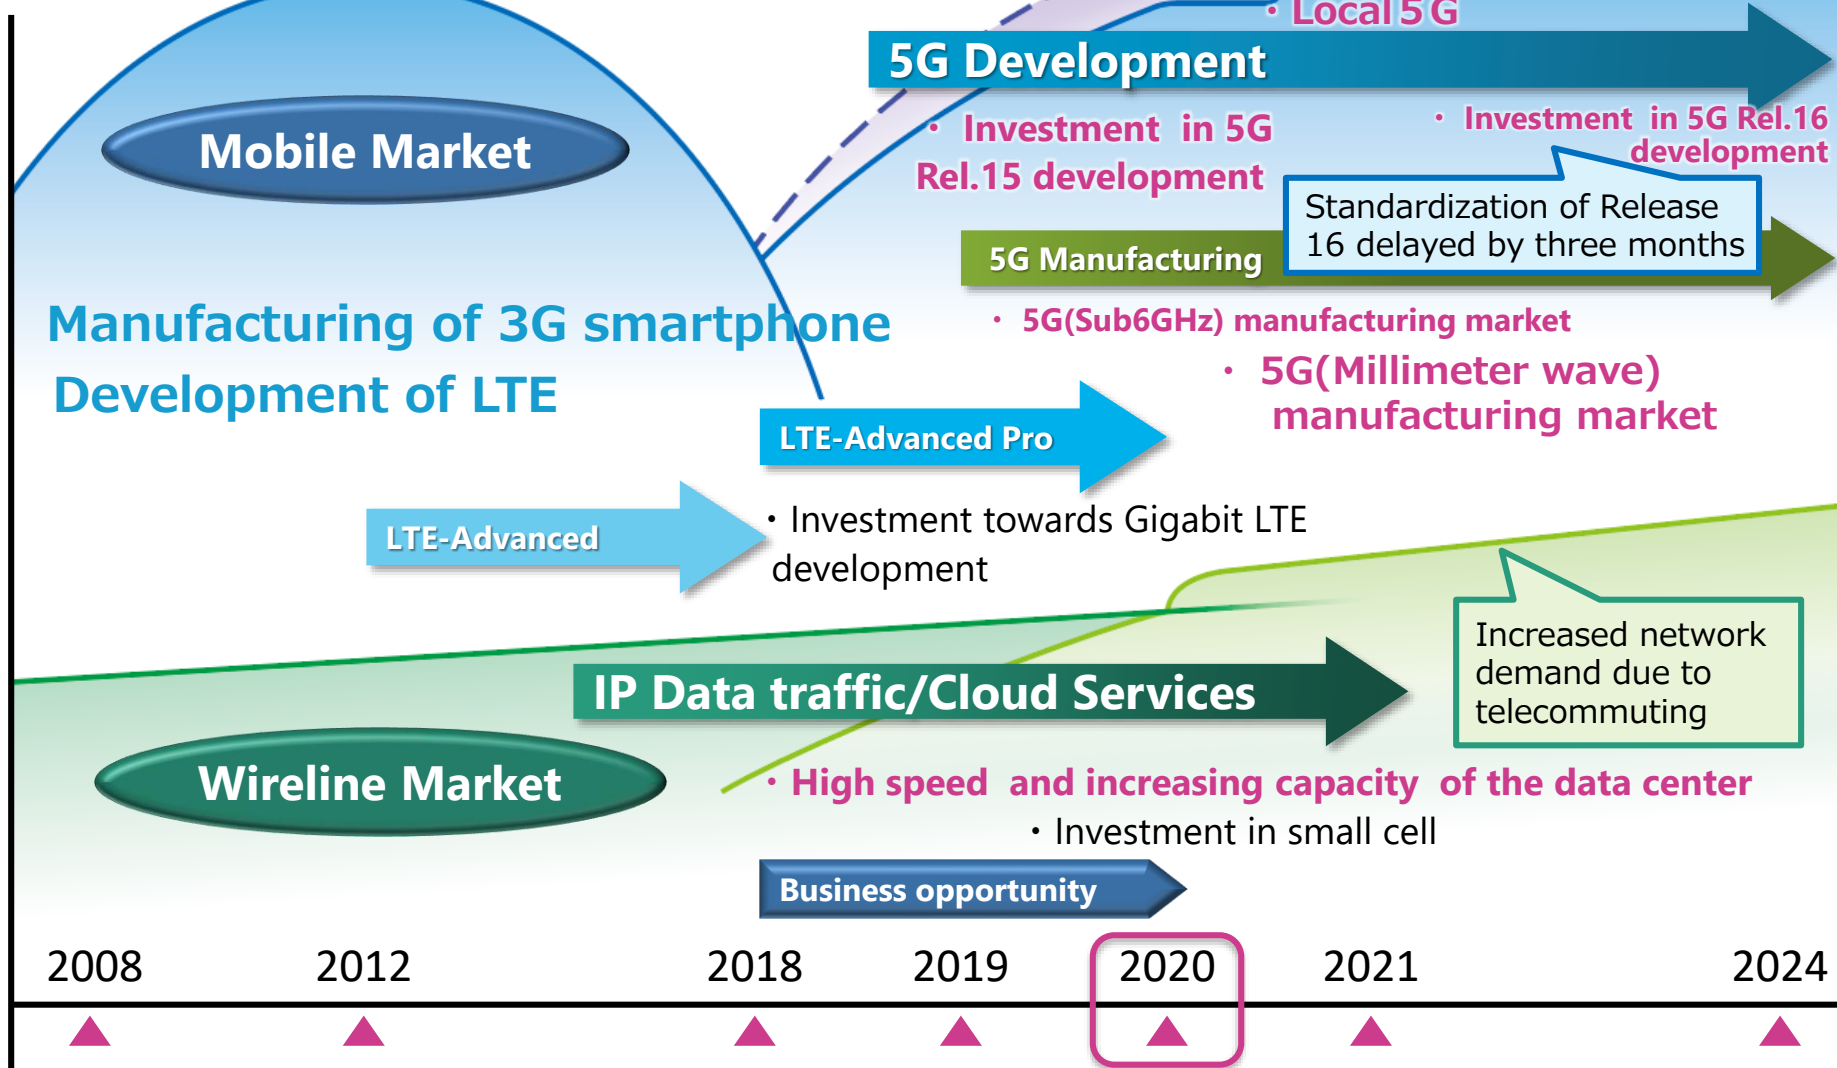 ・Local 5G
5G Development
Mobile Market
・ Investment in 5G
Rel.15 development
・ Investment in 5G Rel.16
development
Standardization of Release
16 delayed by three months
5G Manufacturing
Manufacturing of 3G smartphone
Development of LTE
・ 5G(Sub6GHz) manufacturing market
・ 5G(Millimeter wave)
manufacturing market
LTE-Advanced Pro
LTE-Advanced
・Investment towards Gigabit LTE
development
Increased network
demand due to
telecommuting
IP Data traffic/Cloud Services
Wireline Market
・High speed and increasing capacity of the data center
・Investment in small cell
Business opportunity
2008 2012 2018 2019 2020 2021 2024